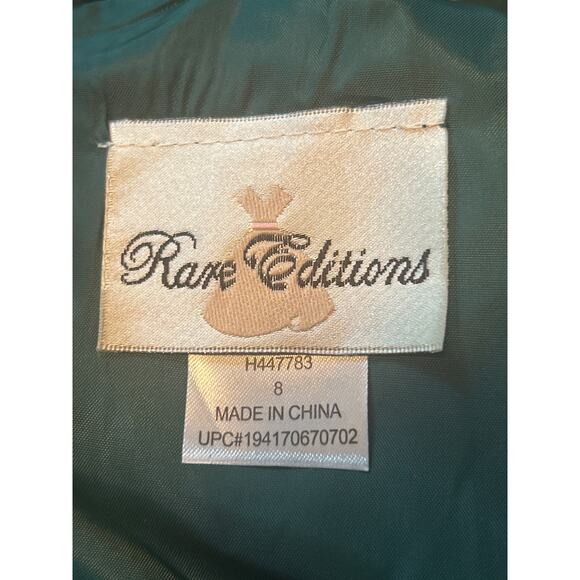 Rare Editions
H447783
8
MADE IN CHINA
UPC#194170670702